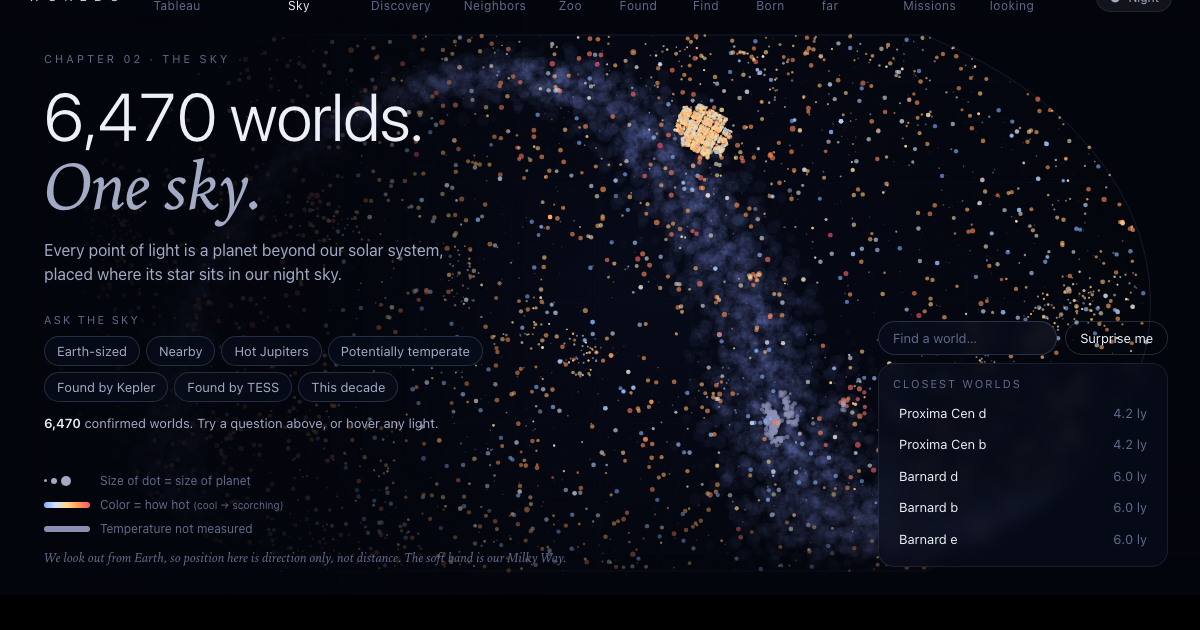 Tableau Sky Discovery Neighbors Zoo Found Find Born far Missions looking
Night
CHAPTER 02 · THE SKY
6,470 worlds.
One sky.
Every point of light is a planet beyond our solar system,
placed where its star sits in our night sky.
ASK THE SKY
Earth-sized Nearby Hot Jupiters Potentially temperate
Found by Kepler Found by TESS This decade
6,470 confirmed worlds. Try a question above, or hover any light.
Size of dot = size of planet
Color = how hot (cool → scorching)
Temperature not measured
We look out from Earth, so position here is direction only, not distance. The soft band is our Milky Way.
Find a world... Surprise me
CLOSEST WORLDS
Proxima Cen d 4.2 ly
Proxima Cen b 4.2 ly
Barnard d 6.0 ly
Barnard b 6.0 ly
Barnard e 6.0 ly